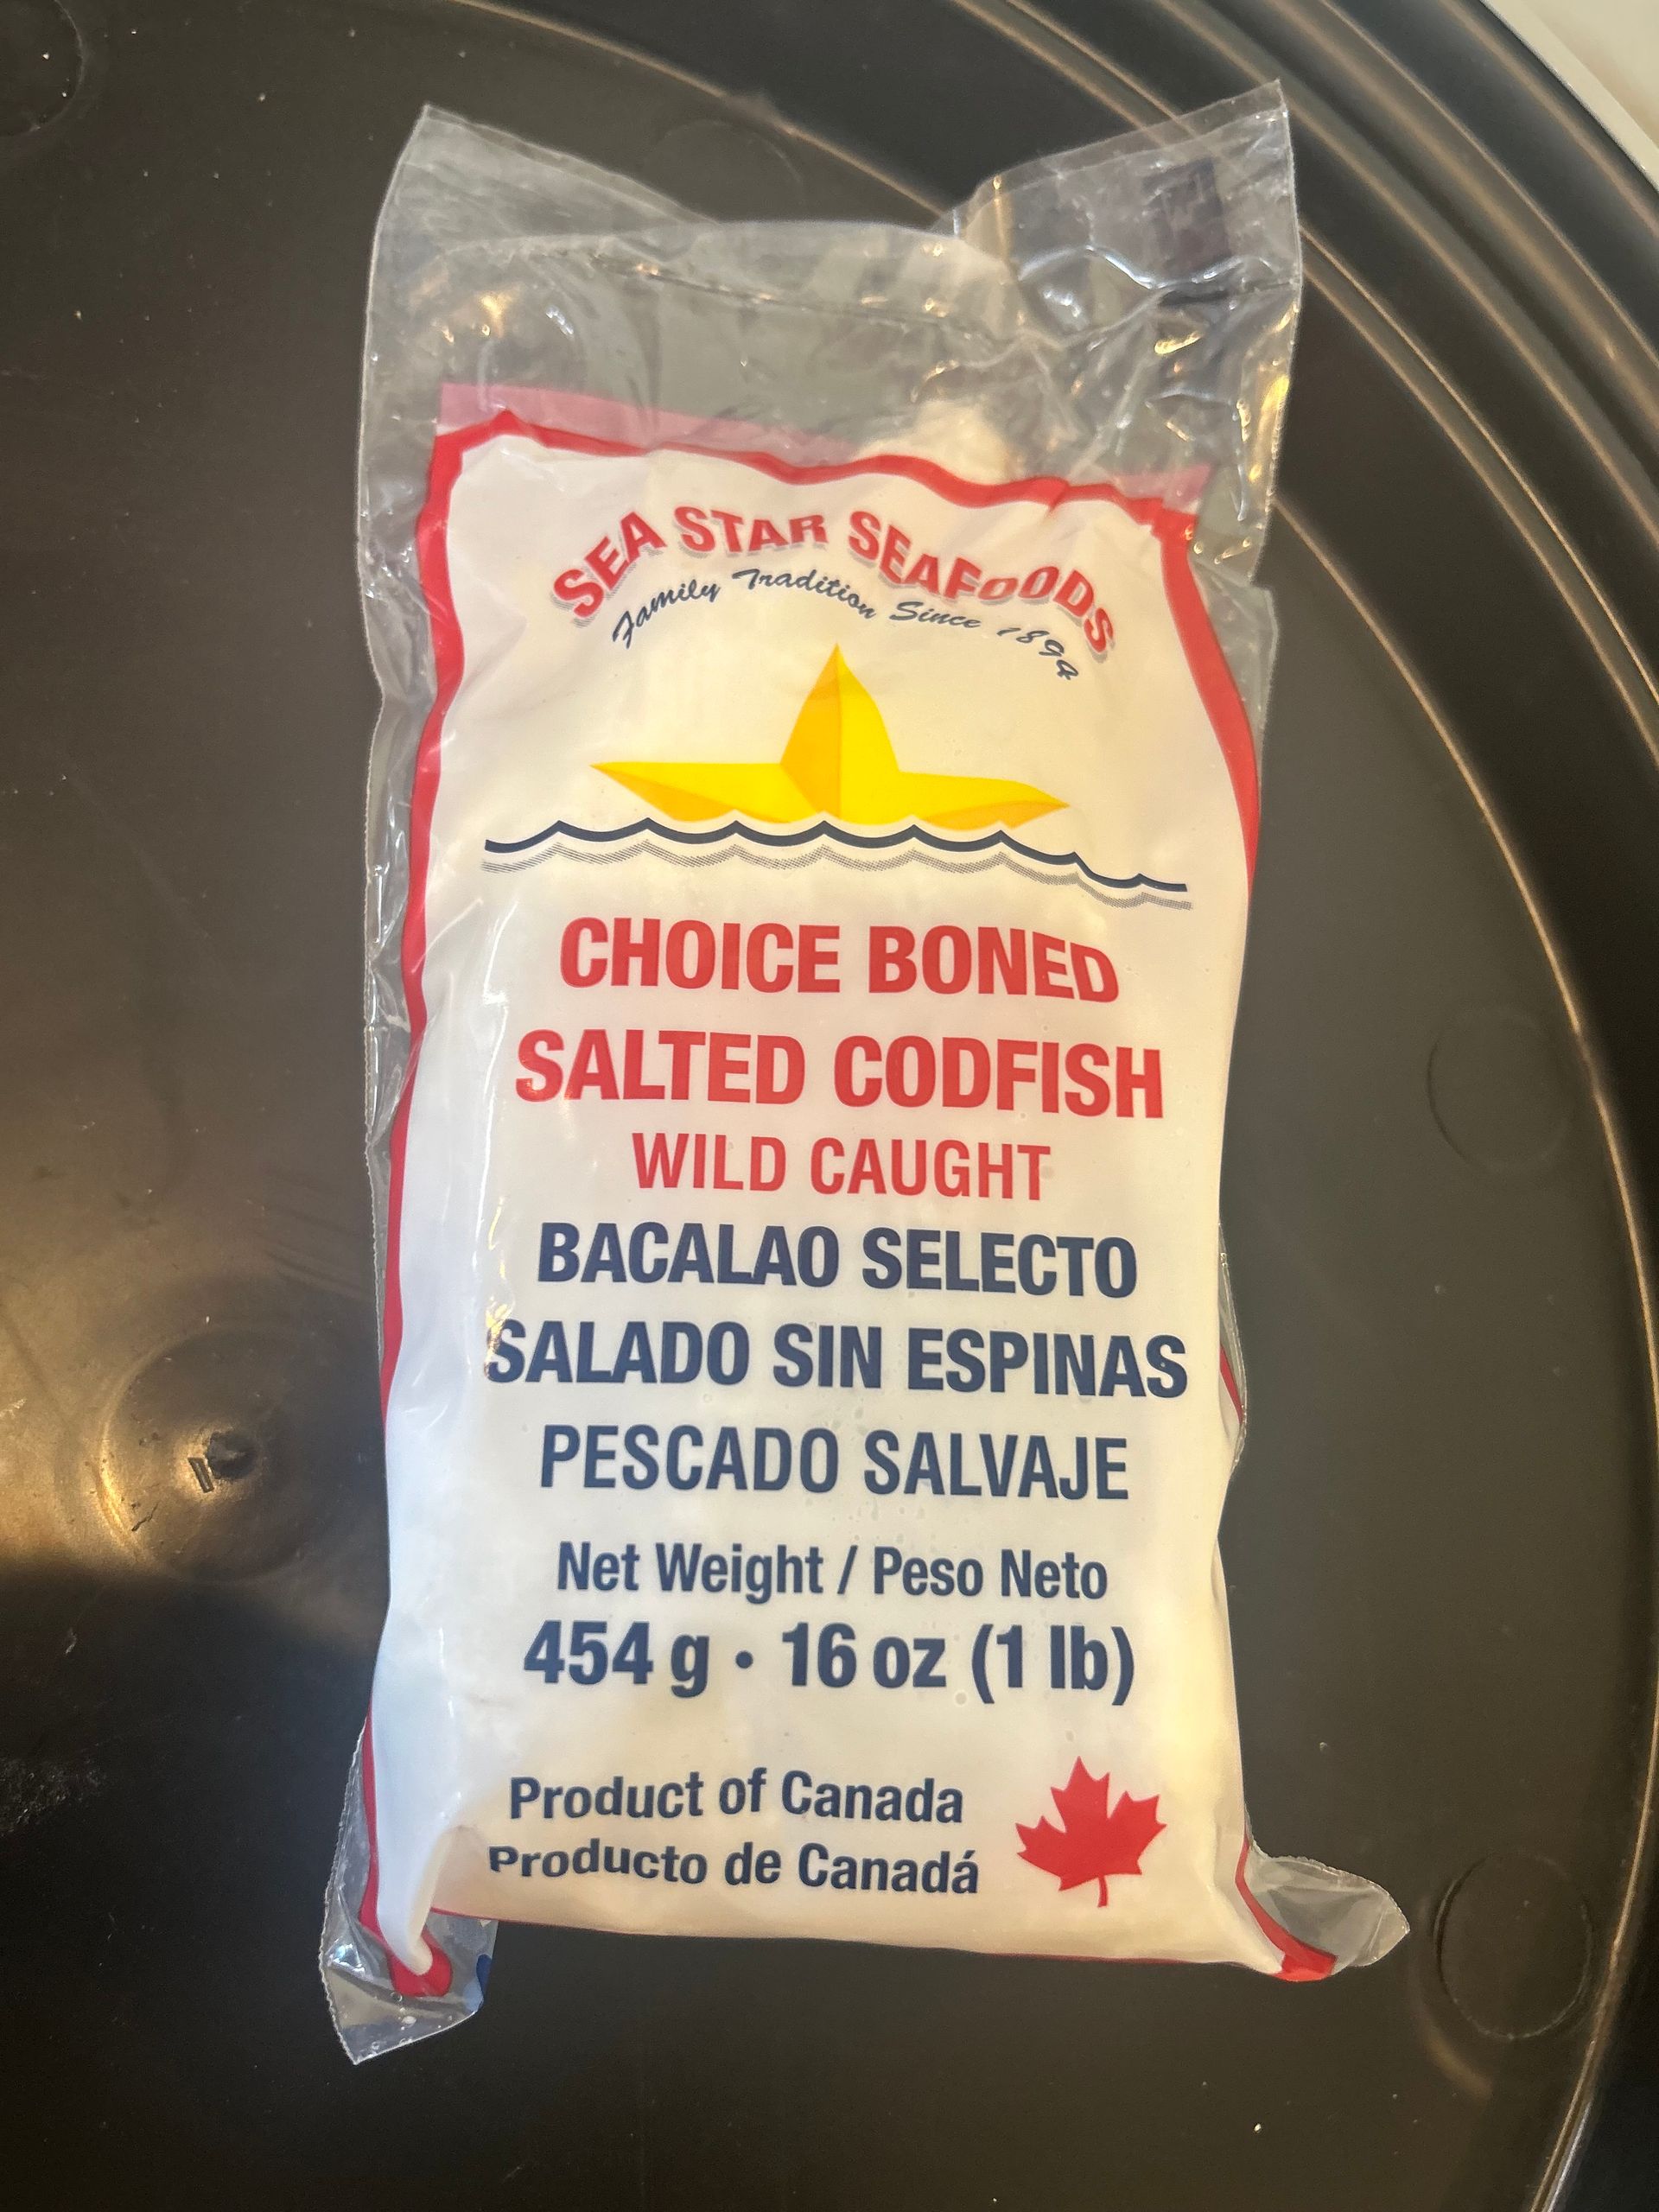 SEA STAR SEAFOODS
Family Tradition Since 1894
CHOICE BONED
SALTED CODFISH
WILD CAUGHT
BACALAO SELECTO
SALADO SIN ESPINAS
PESCADO SALVAJE
Net Weight / Peso Neto
454 g • 16 oz (1 lb)
Product of Canada
Producto de Canadá